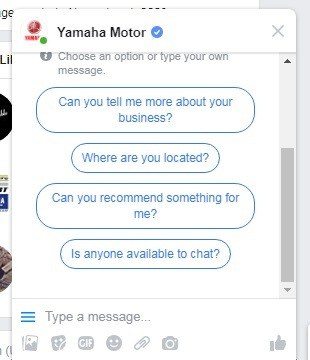 Yamaha Motor
Choose an option or type your own
message.
Can you tell me more about your
business?
Where are you located?
Can you recommend something for
me?
Is anyone available to chat?
Type a message...
GIF